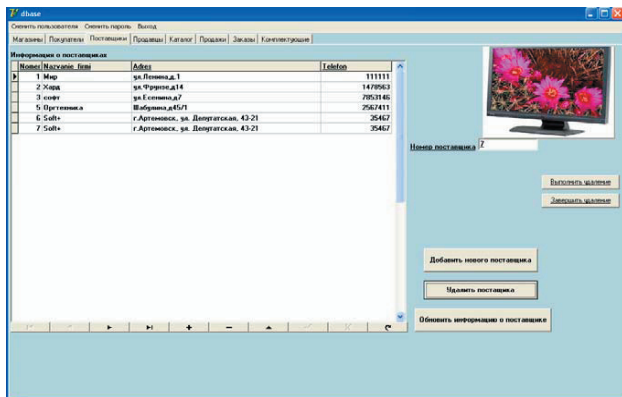 dbase
Сменить пользователя Сменить пароль Выход
Магазины Покупатели Поставщики Продавцы Каталог Продажи Заказы Комплектующие
Информация о поставщиках
Nomer Nazvanie_firmi Adres Telefon
1 Мир ул.Ленина,д.1 111111
2 Хард ул.Фрунзе,д14 1478563
3 софт ул.Есенина,д7 7853146
5 Оргтехника Шабулина,д45/1 2567411
6 Soft+ г.Артемовск, ул. Депутатская, 43-21 35467
7 Soft+ г.Артемовск, ул. Депутатская, 43-21 35467
Номер поставщика 7
Выполнить удаление
Завершить удаление
Добавить нового поставщика
Удалить постащика
Обновить информацию о поставщике